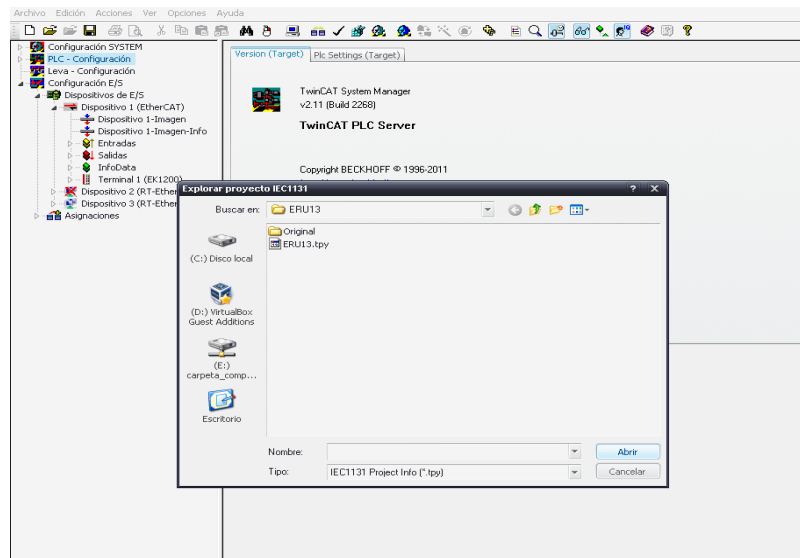 Archivo Edición Acciones Ver Opciones Ayuda
Configuración SYSTEM
PLC - Configuración
Leva - Configuración
Configuración E/S
Dispositivos de E/S
Dispositivo 1 (EtherCAT)
Dispositivo 1-Imagen
Dispositivo 1-Imagen-Info
Entradas
Salidas
InfoData
Terminal 1 (EK1200)
Dispositivo 2 (RT-Ether
Dispositivo 3 (RT-Ether
Asignaciones
Version (Target) Plc Settings (Target)
TwinCAT System Manager
v2.11 (Build 2268)
TwinCAT PLC Server
Copyright BECKHOFF © 1996-2011
Explorar proyecto IEC1131
Buscar en: ERU13
(C:) Disco local
(D:) VirtualBox
Guest Additions
(E:)
carpeta_comp...
Escritorio
Original
ERU13.tpy
Nombre: Abrir
Tipo: IEC1131 Project Info (*.tpy) Cancelar